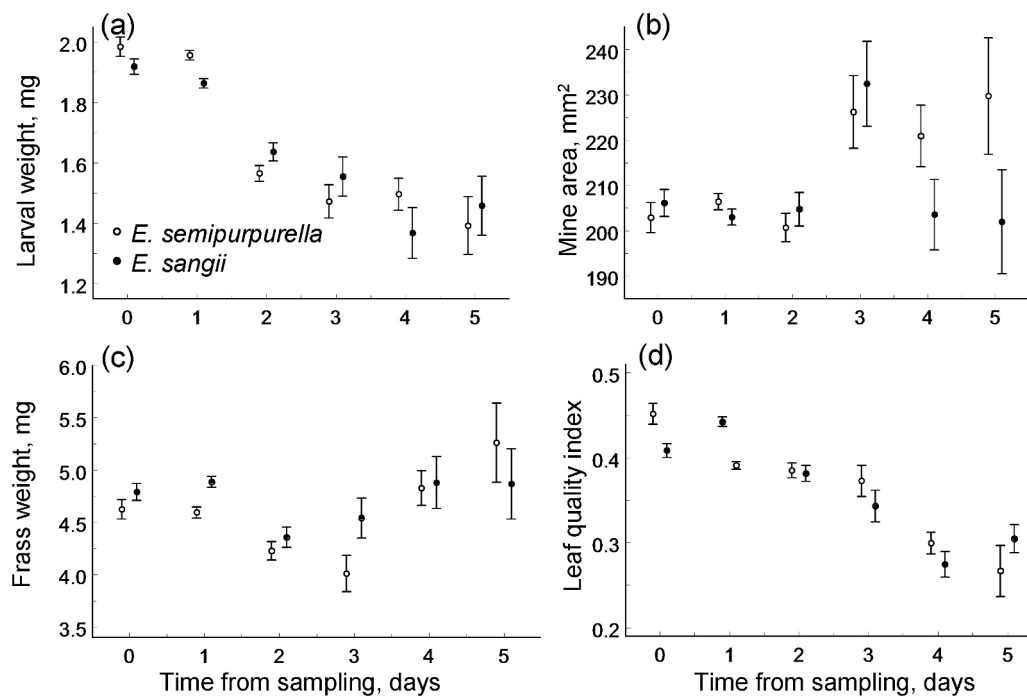 (a)
Larval weight, mg
2.0
1.8
1.6
1.4
1.2
E. semipurpurella
E. sangii
0 1 2 3 4 5
(b)
Mine area, mm²
240
230
220
210
200
190
0 1 2 3 4 5
(c)
Frass weight, mg
6.0
5.5
5.0
4.5
4.0
3.5
0 1 2 3 4 5
Time from sampling, days
(d)
Leaf quality index
0.5
0.4
0.3
0.2
0 1 2 3 4 5
Time from sampling, days